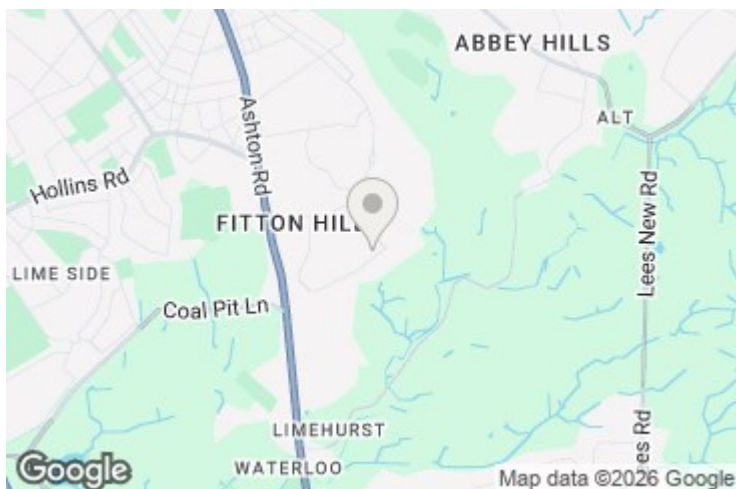 ABBEY HILLS
ALT
Ashton Rd
Hollins Rd
FITTON HILL
Lees New Rd
LIME SIDE
Coal Pit Ln
LIMEHURST
WATERLOO
ees Rd
Google
Map data ©2026 Google